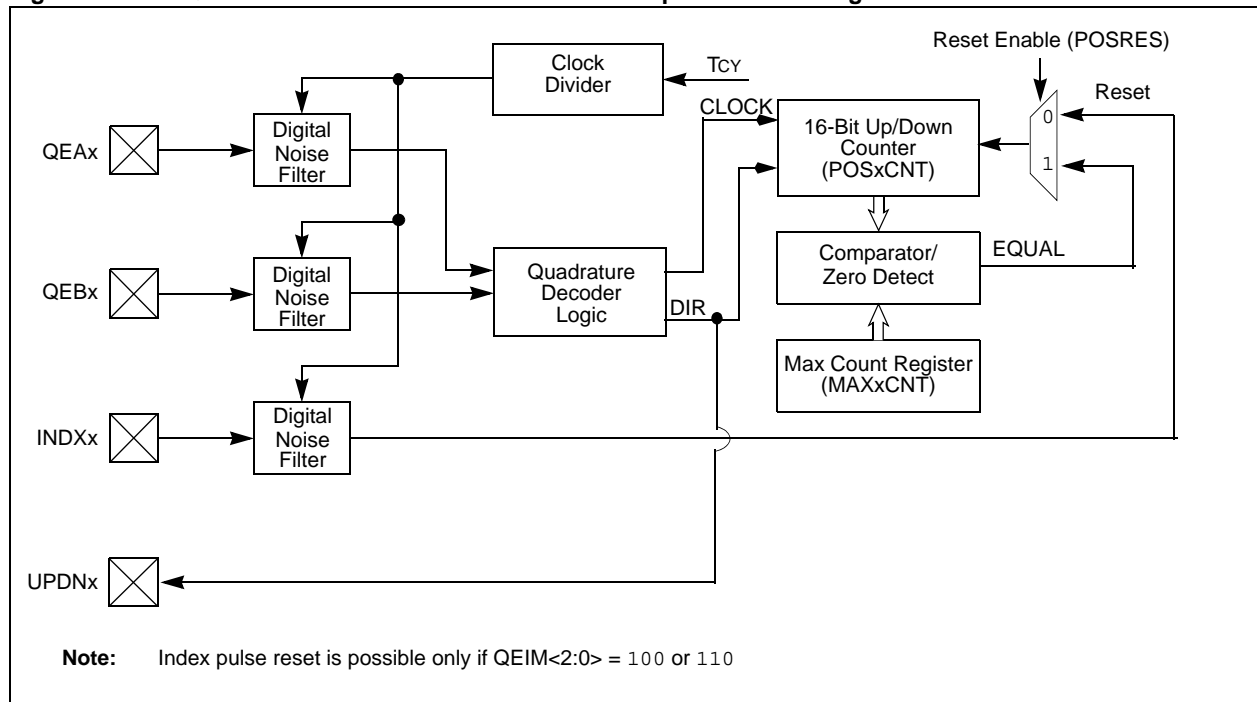 Reset Enable (POSRES)
Clock
Divider
TCY
CLOCK
Reset
QEAx
Digital
Noise
Filter
16-Bit Up/Down
Counter
(POSxCNT)
0
1
QEBx
Digital
Noise
Filter
Quadrature
Decoder
Logic
DIR
Comparator/
Zero Detect
EQUAL
Max Count Register
(MAXxCNT)
INDXx
Digital
Noise
Filter
UPDNx
Note: Index pulse reset is possible only if QEIM<2:0> = 100 or 110